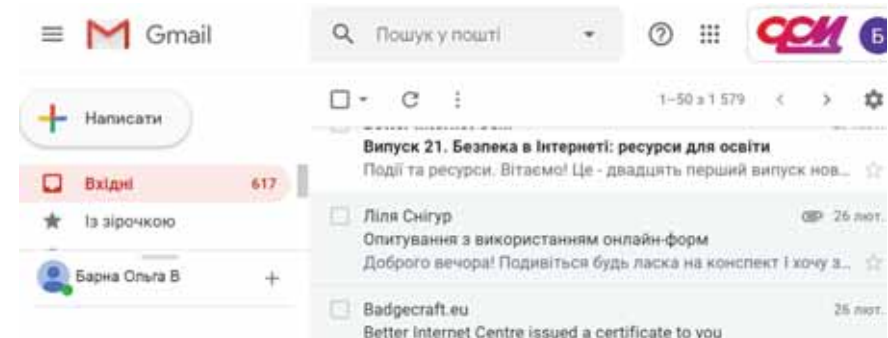 Gmail
Пошук у пошті
ССМ
Б
Написати
1–50 з 1 579
Випуск 21. Безпека в Інтернеті: ресурси для освіти
Події та ресурси. Вітаємо! Це - двадцять перший випуск нов...
Вхідні 617
Із зірочкою
Ліля Снігур 26 лют.
Опитування з використанням онлайн-форм
Доброго вечора! Подивіться будь ласка на конспект І хочу з...
Барна Ольга В
Badgecraft.eu 26 лют.
Better Internet Centre issued a certificate to you